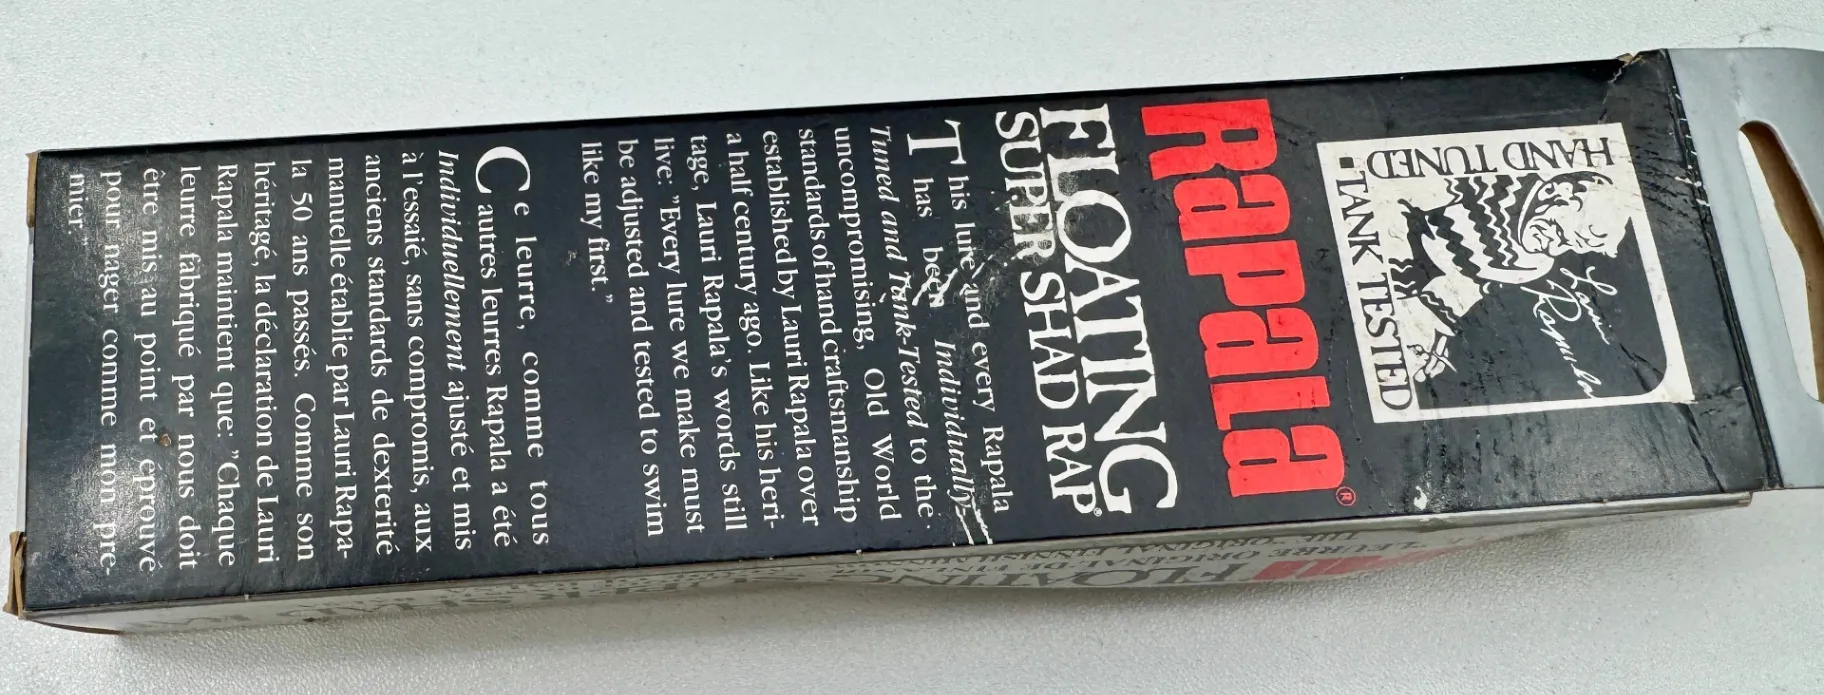 HAND TUNED
TANK TESTED
Lauri
Rapala
Rapala®
FLOATING
SUPER SHAD RAP®
This lure and every Rapala
has been Individually
Tuned and Tank-Tested to the
uncompromising, Old World
standards of hand craftsmanship
established by Lauri Rapala over
a half century ago. Like his heri-
tage, Lauri Rapala's words still
live: "Every lure we make must
be adjusted and tested to swim
like my first."
Ce leurre, comme tous
autres leurres Rapala a été
Individuellement ajusté et mis
à l'essaié, sans compromis, aux
anciens standards de dexterité
manuelle établie par Lauri Rapa-
la 50 ans passés. Comme son
héritagé, la déclaration de Lauri
Rapala maintient que: "Chaque
leurre fabriqué par nous doit
être mis au point et éprouvé
pour nager comme mon pre-
mier."
FLOATING